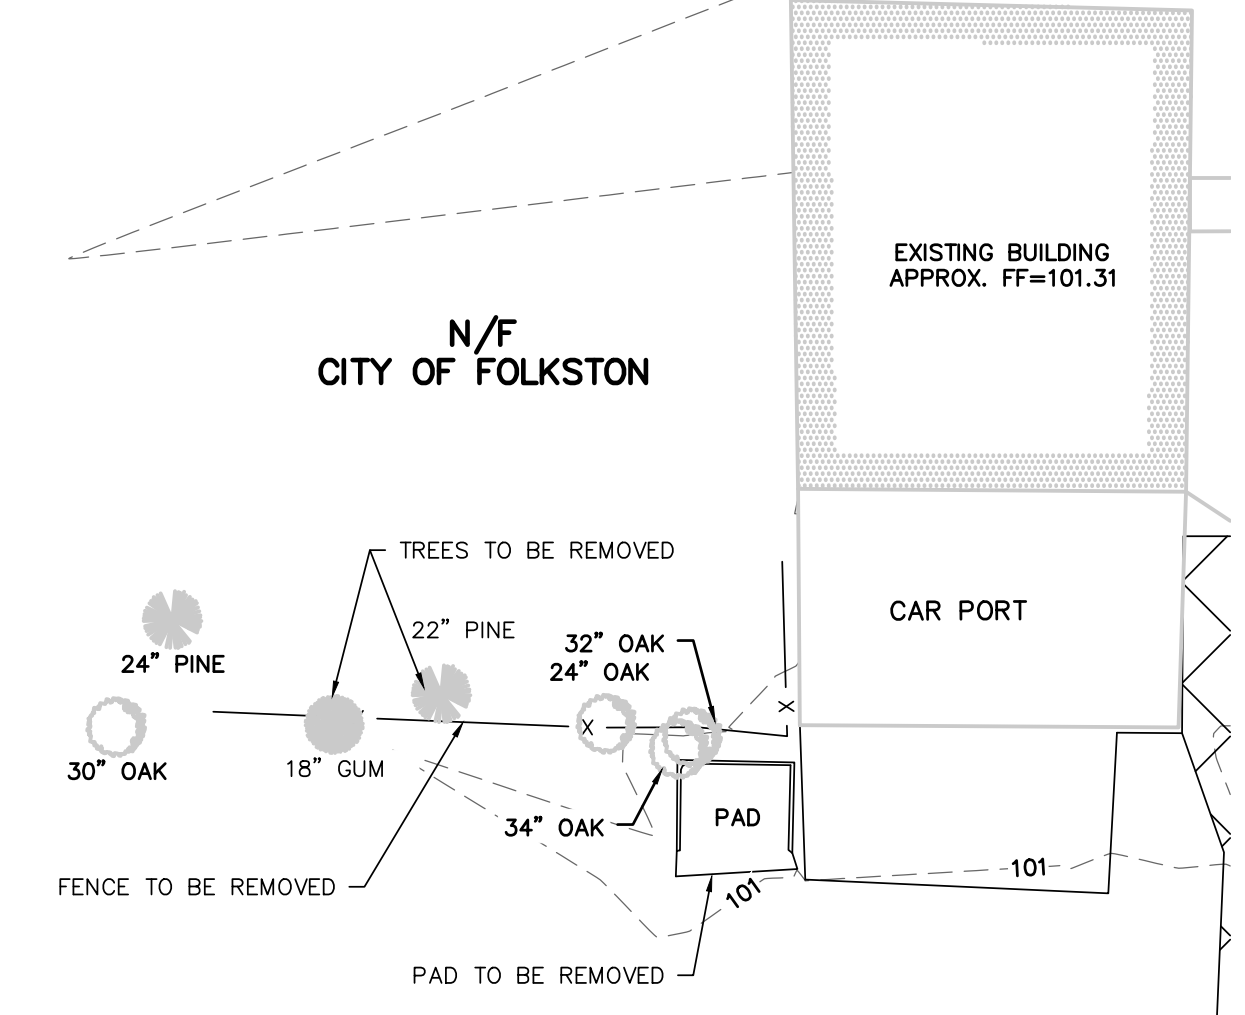 EXISTING BUILDING
APPROX. FF=101.31
N/F
CITY OF FOLKSTON
TREES TO BE REMOVED
CAR PORT
22" PINE
32" OAK
24" OAK
24" PINE
X
X
30" OAK
18" GUM
PAD
34" OAK
101
FENCE TO BE REMOVED
101
PAD TO BE REMOVED